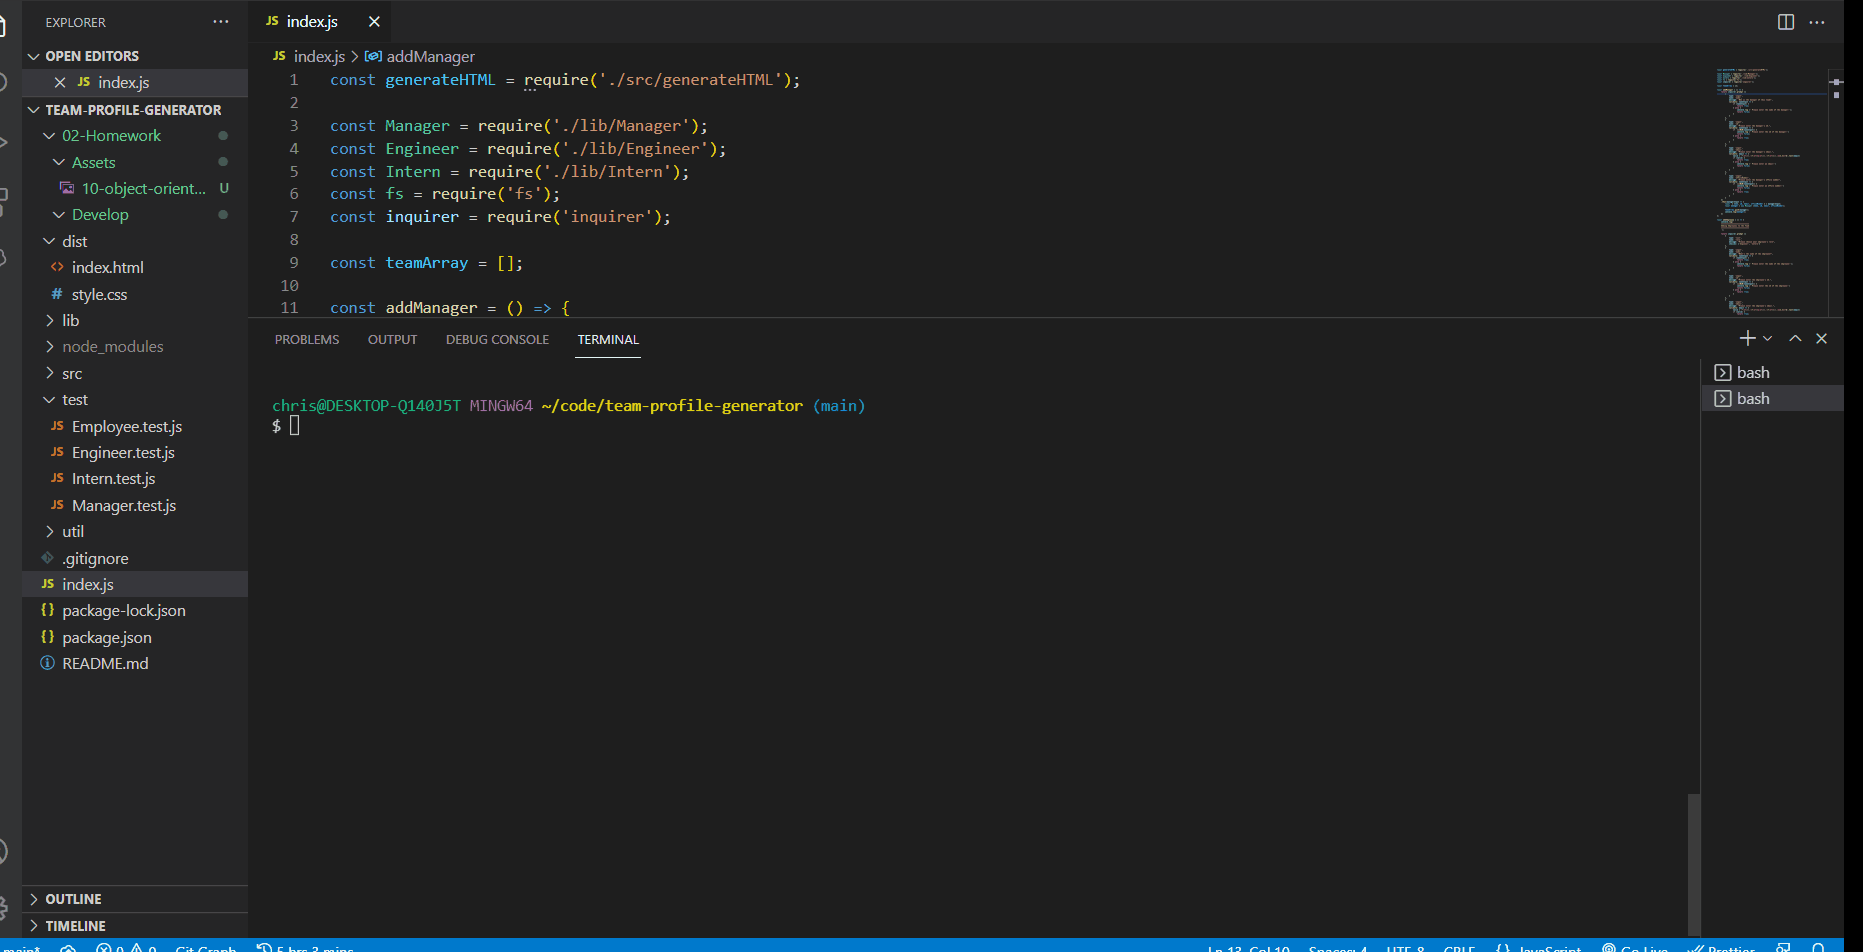 EXPLORER
OPEN EDITORS
JS index.js
TEAM-PROFILE-GENERATOR
02-Homework
Assets
10-object-orient... U
Develop
dist
<> index.html
# style.css
lib
node_modules
src
test
JS Employee.test.js
JS Engineer.test.js
JS Intern.test.js
JS Manager.test.js
util
.gitignore
JS index.js
{} package-lock.json
{} package.json
README.md
OUTLINE
TIMELINE
JS index.js
JS index.js > addManager
1 const generateHTML = require('./src/generateHTML');
2
3 const Manager = require('./lib/Manager');
4 const Engineer = require('./lib/Engineer');
5 const Intern = require('./lib/Intern');
6 const fs = require('fs');
7 const inquirer = require('inquirer');
8
9 const teamArray = [];
10
11 const addManager = () => {
PROBLEMS OUTPUT DEBUG CONSOLE TERMINAL
chris@DESKTOP-Q140J5T MINGW64 ~/code/team-profile-generator (main)
$
bash
bash
main* 0 0 Git Graph 5 hrs 3 mins Ln 13, Col 10 Spaces: 4 UTF-8 CRLF {} JavaScript Go Live Prettier